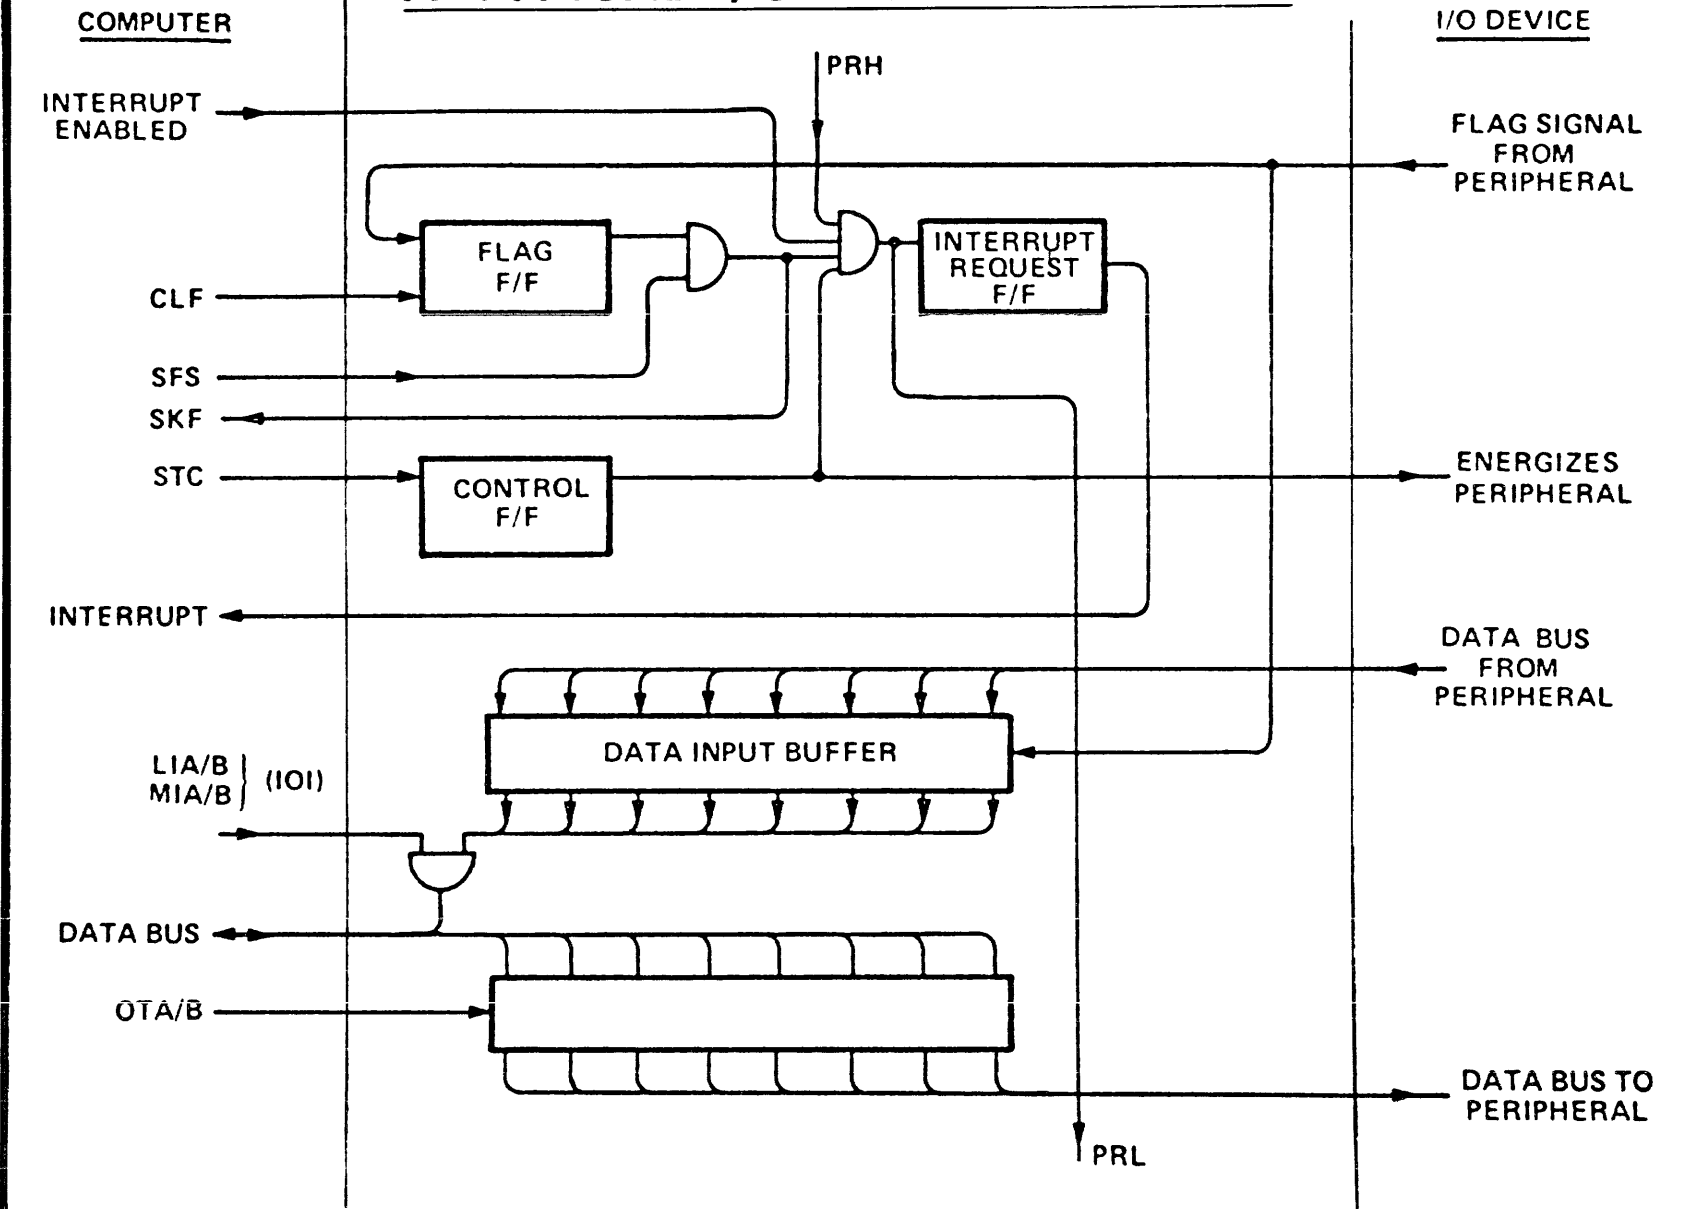 COMPUTER
I/O DEVICE
PRH
INTERRUPT
ENABLED
FLAG SIGNAL
FROM
PERIPHERAL
FLAG
F/F
INTERRUPT
REQUEST
F/F
CLF
SFS
SKF
STC
CONTROL
F/F
ENERGIZES
PERIPHERAL
INTERRUPT
DATA BUS
FROM
PERIPHERAL
DATA INPUT BUFFER
LIA/B
MIA/B
(IOI)
DATA BUS
OTA/B
DATA BUS TO
PERIPHERAL
PRL